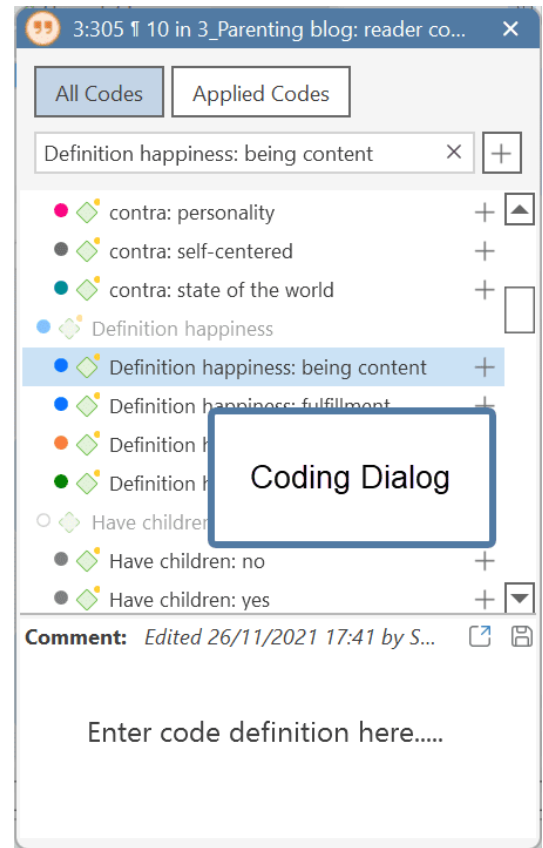 3:305 ¶ 10 in 3_Parenting blog: reader co...
All Codes Applied Codes
Definition happiness: being content
contra: personality
contra: self-centered
contra: state of the world
Definition happiness
Definition happiness: being content
Definition happiness: fulfillment
Definition
Definition
Coding Dialog
Have children
Have children: no
Have children: yes
Comment: Edited 26/11/2021 17:41 by S...
Enter code definition here.....